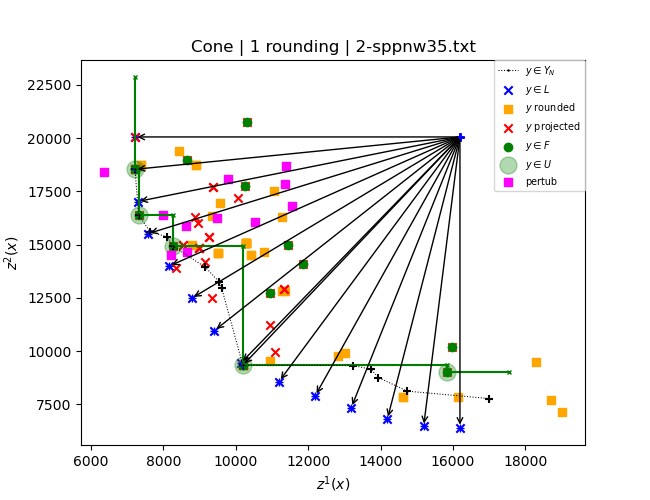 Cone | 1 rounding | 2-sppnw35.txt
22500
20000
17500
15000
12500
10000
7500
z²(x)
y ∈ Y_N
y ∈ L
y rounded
y projected
y ∈ F
y ∈ U
pertub
6000 8000 10000 12000 14000 16000 18000
z¹(x)